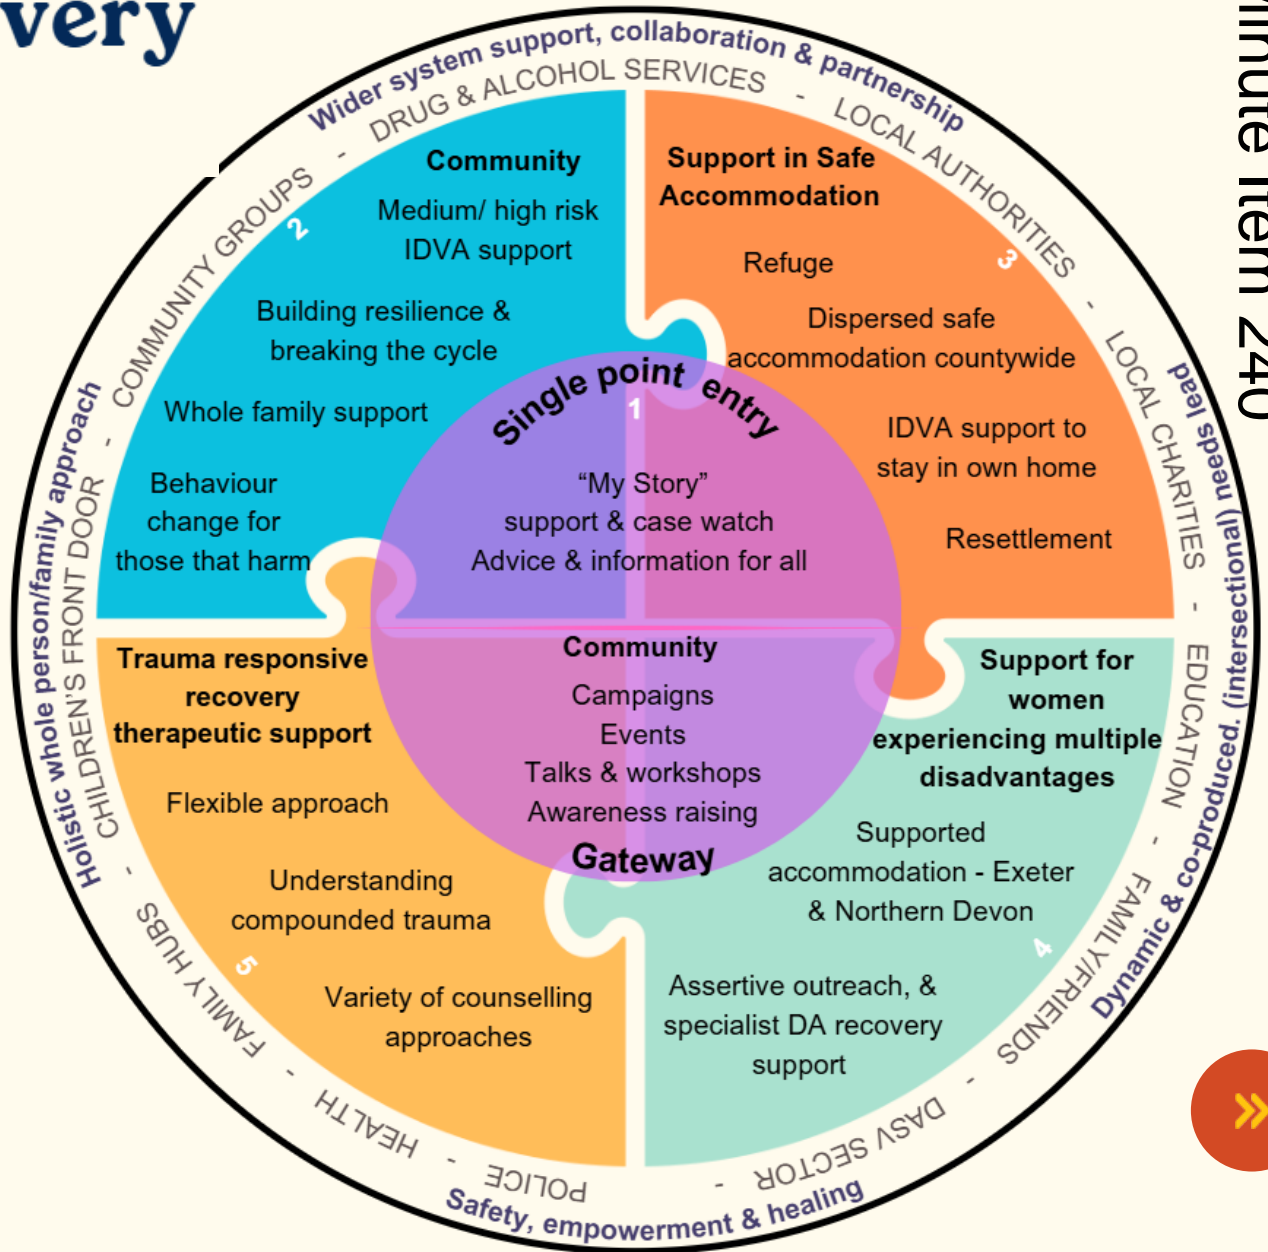 very
Minute Item 240
Wider system support, collaboration & partnership
DRUG & ALCOHOL SERVICES - LOCAL AUTHORITIES - LOCAL CHARITIES - EDUCATION - FAMILY/FRIENDS - DASV SECTOR - POLICE - HEALTH - FAMILY HUBS - CHILDREN'S FRONT DOOR - COMMUNITY GROUPS -
Dynamic & co-produced. (intersectional) needs lead
Safety, empowerment & healing
Holistic whole person/family approach
Single point entry
1
“My Story”
support & case watch
Advice & information for all
Community
Campaigns
Events
Talks & workshops
Awareness raising
Gateway
2
Community
Medium/ high risk
IDVA support
Building resilience &
breaking the cycle
Whole family support
Behaviour
change for
those that harm
3
Support in Safe
Accommodation
Refuge
Dispersed safe
accommodation countywide
IDVA support to
stay in own home
Resettlement
4
Support for
women
experiencing multiple
disadvantages
Supported
accommodation - Exeter
& Northern Devon
Assertive outreach, &
specialist DA recovery
support
5
Trauma responsive
recovery
therapeutic support
Flexible approach
Understanding
compounded trauma
Variety of counselling
approaches